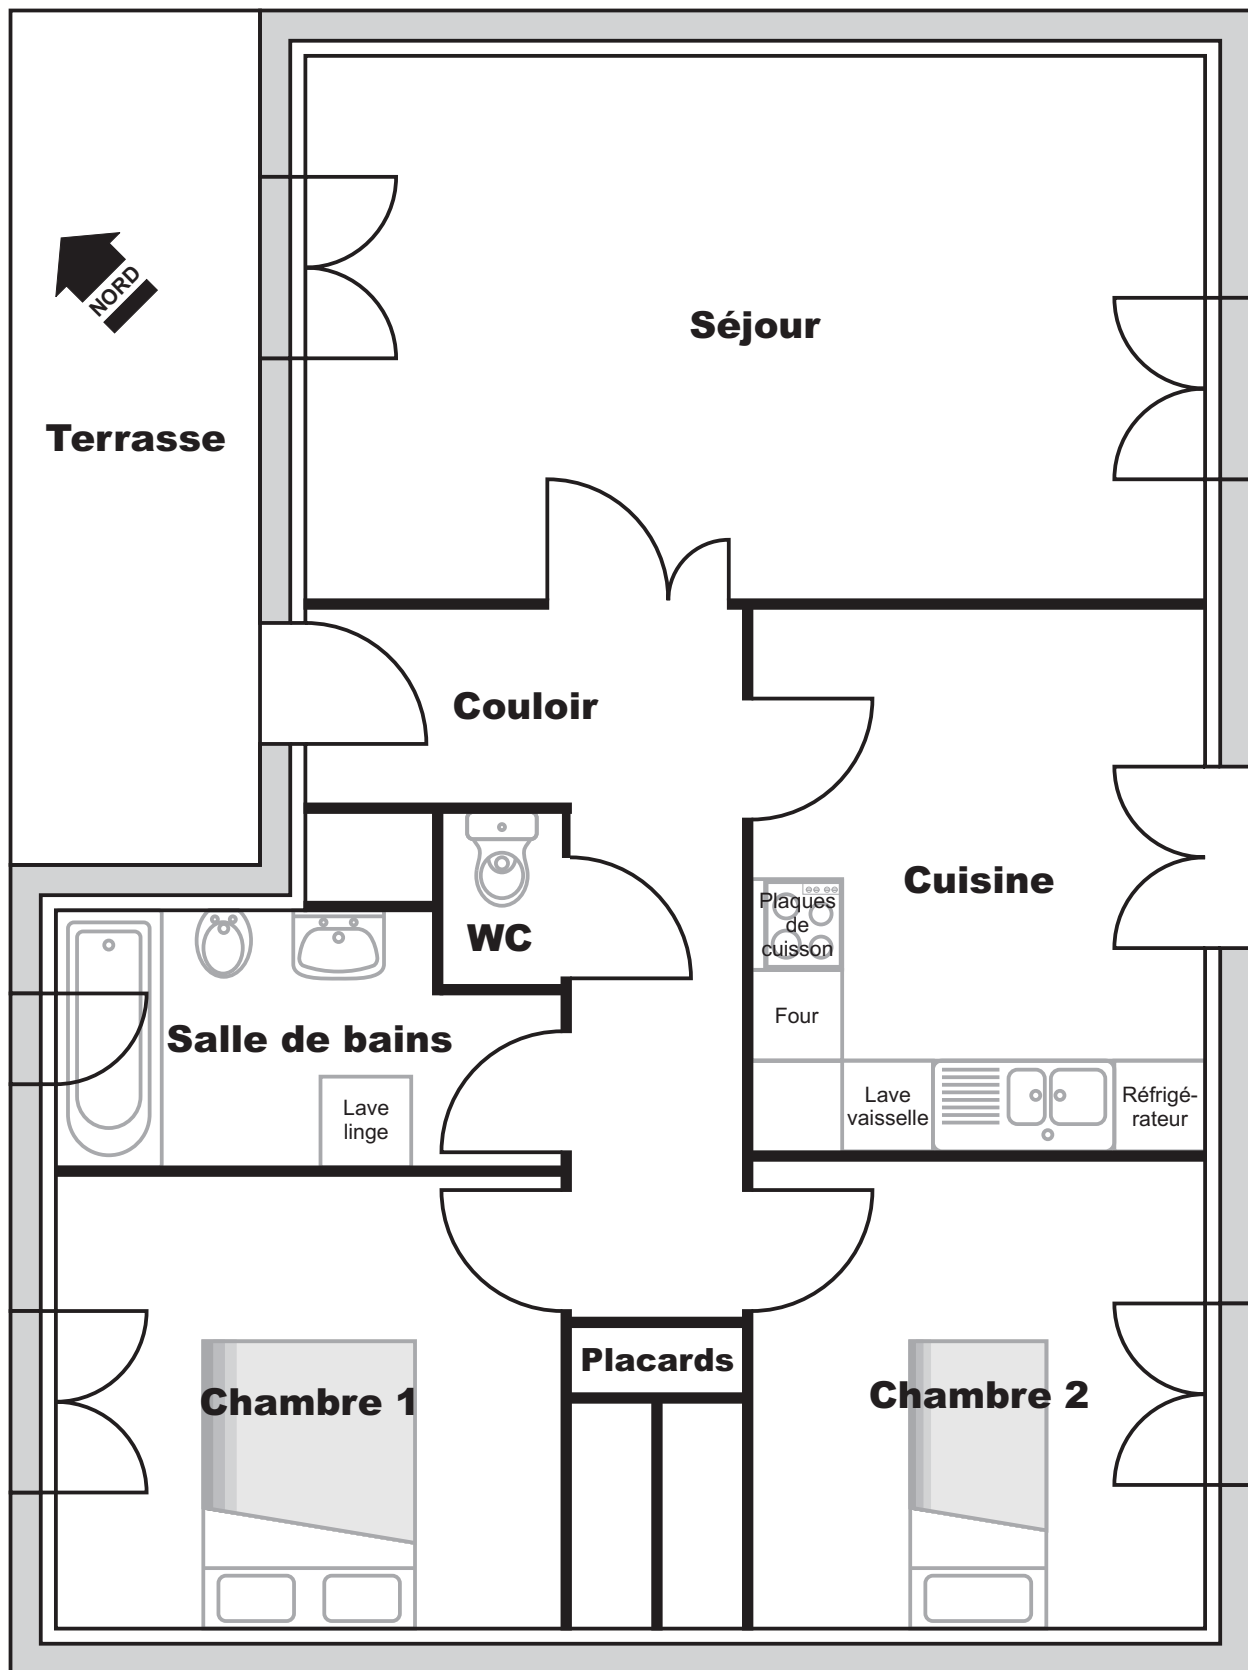 NORD
Séjour
Terrasse
Couloir
Cuisine
Plaques
de
cuisson
WC
Four
Salle de bains
Lave
linge
Lave
vaisselle
Réfrigé-
rateur
Placards
Chambre 1
Chambre 2